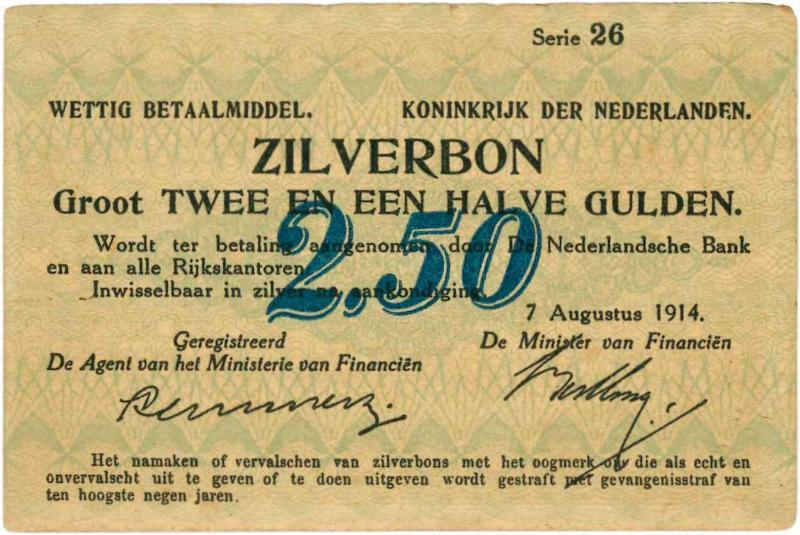 Serie 26
WETTIG BETAALMIDDEL. KONINKRIJK DER NEDERLANDEN.
ZILVERBON
Groot TWEE EN EEN HALVE GULDEN.
2,50
Wordt ter betaling aangenomen door De Nederlandsche Bank
en aan alle Rijkskantoren.
Inwisselbaar in zilver na aankondiging.
7 Augustus 1914.
Geregistreerd De Minister van Financiën
De Agent van het Ministerie van Financiën
Het namaken of vervalschen van zilverbons met het oogmerk om die als echt en
onvervalscht uit te geven of te doen uitgeven wordt gestraft met gevangenisstraf van
ten hoogste negen jaren.